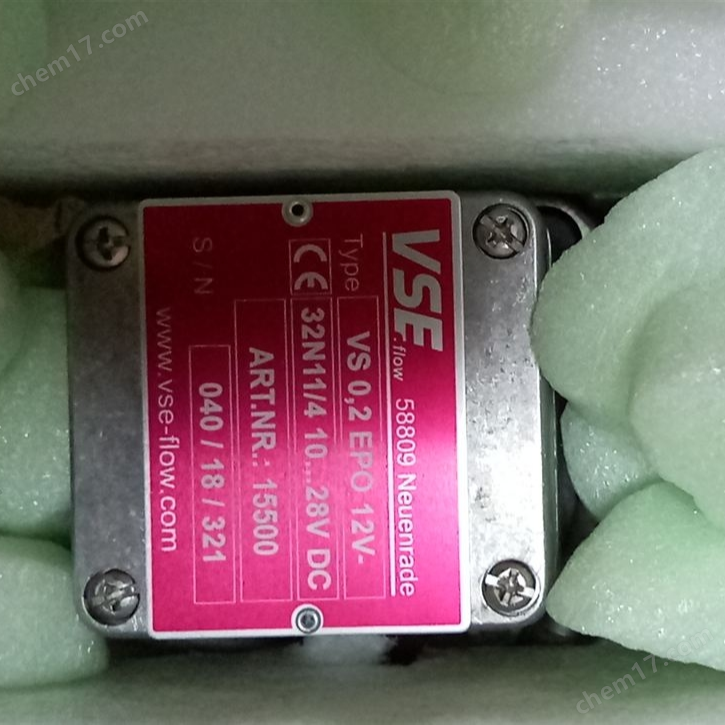 chem17.com
VSE.flow 58809 Neuenrade
Type VS 0,2 EPO 12V-
CE 32N11/4 10...28V DC
ART.NR.: 15500
S / N 040 / 18 / 321
www.vse-flow.com
chem17.com